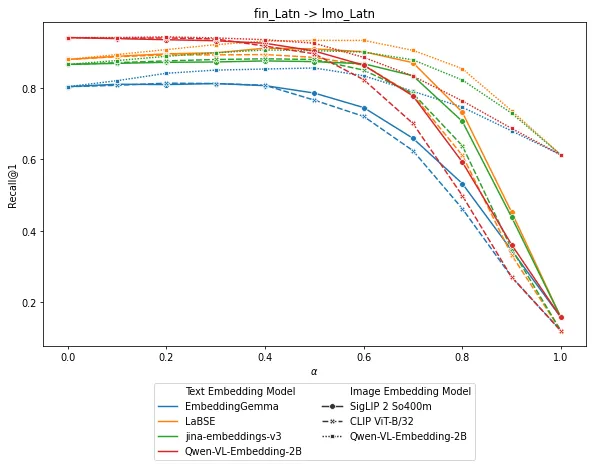 fin_Latn -> lmo_Latn
Recall@1
0.8
0.6
0.4
0.2
0.0 0.2 0.4 0.6 0.8 1.0
α
Text Embedding Model
EmbeddingGemma
LaBSE
jina-embeddings-v3
Qwen-VL-Embedding-2B
Image Embedding Model
SigLIP 2 So400m
CLIP ViT-B/32
Qwen-VL-Embedding-2B